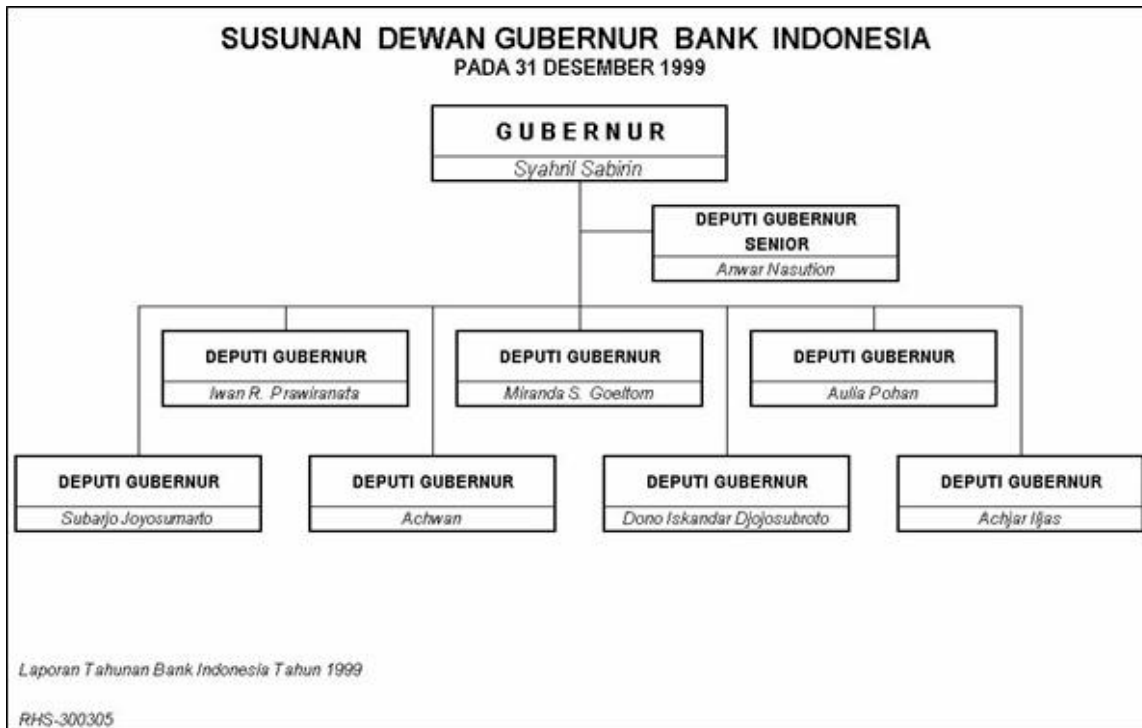 SUSUNAN DEWAN GUBERNUR BANK INDONESIA
PADA 31 DESEMBER 1999
GUBERNUR
Syahril Sabirin
DEPUTI GUBERNUR
SENIOR
Anwar Nasution
DEPUTI GUBERNUR
Iwan R. Prawiranata
DEPUTI GUBERNUR
Miranda S. Goeltom
DEPUTI GUBERNUR
Aulia Pohan
DEPUTI GUBERNUR
Subarjo Joyosumarto
DEPUTI GUBERNUR
Achwan
DEPUTI GUBERNUR
Dono Iskandar Djojosubroto
DEPUTI GUBERNUR
Achjar Iljas
Laporan Tahunan Bank Indonesia Tahun 1999
RHS-300305